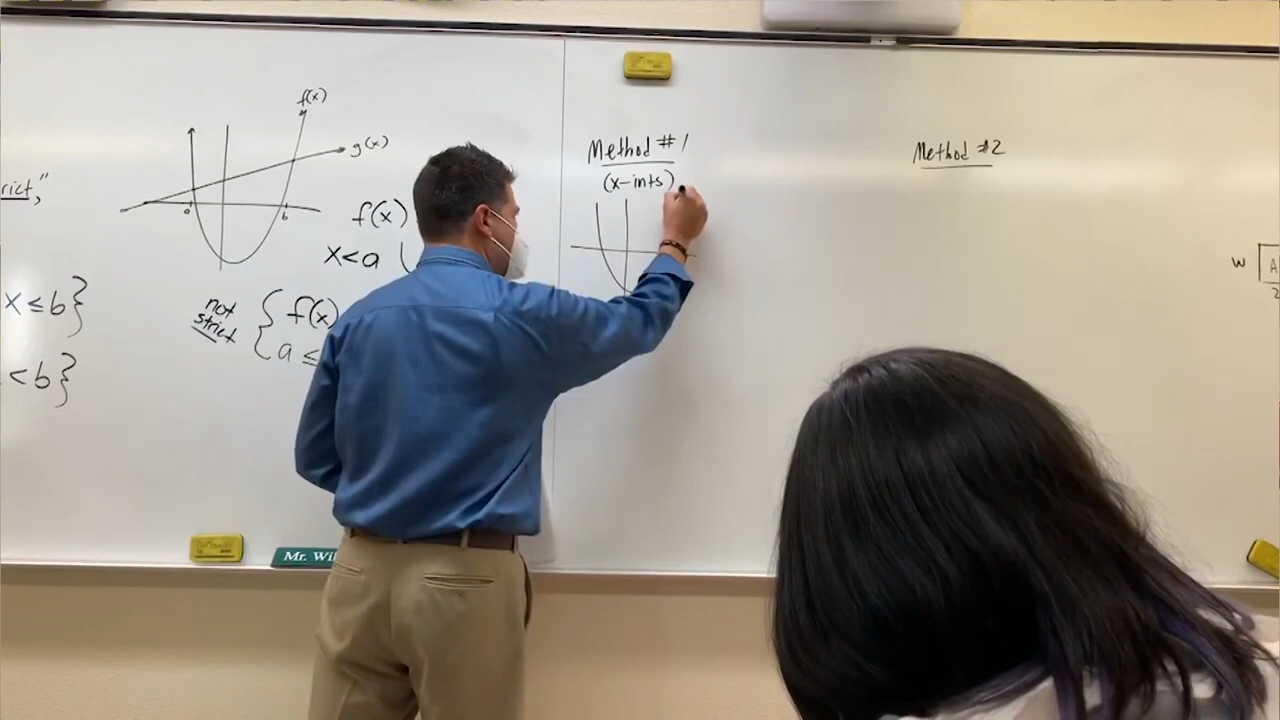 rict,"
x ≤ b}
< b}
f(x)
g(x)
a
b
f(x)
x<a
not
strict
{ f(x)
a ≤
Mr. Wi
Method #1
(x-ints)
Method #2
W
A